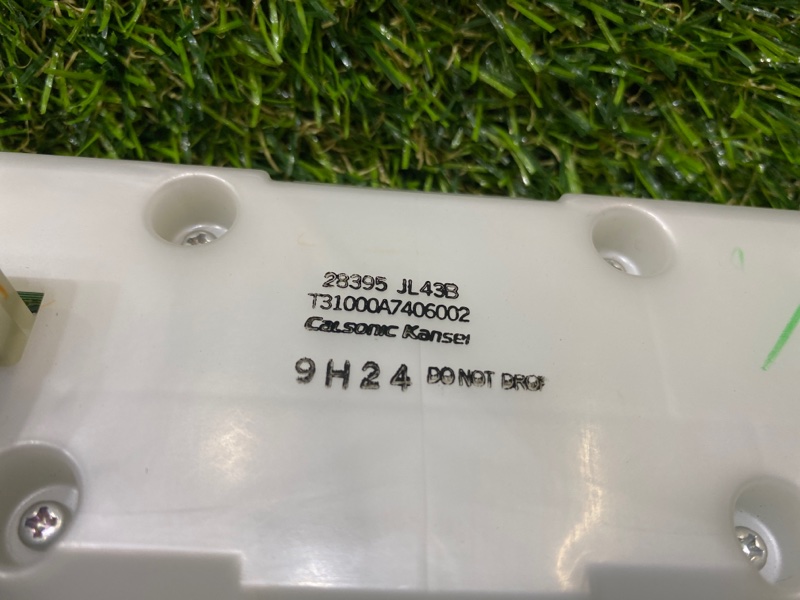 28395 JL43B
T31000A7406002
CALSONIC KANSEI
9H24 DO NOT DROP